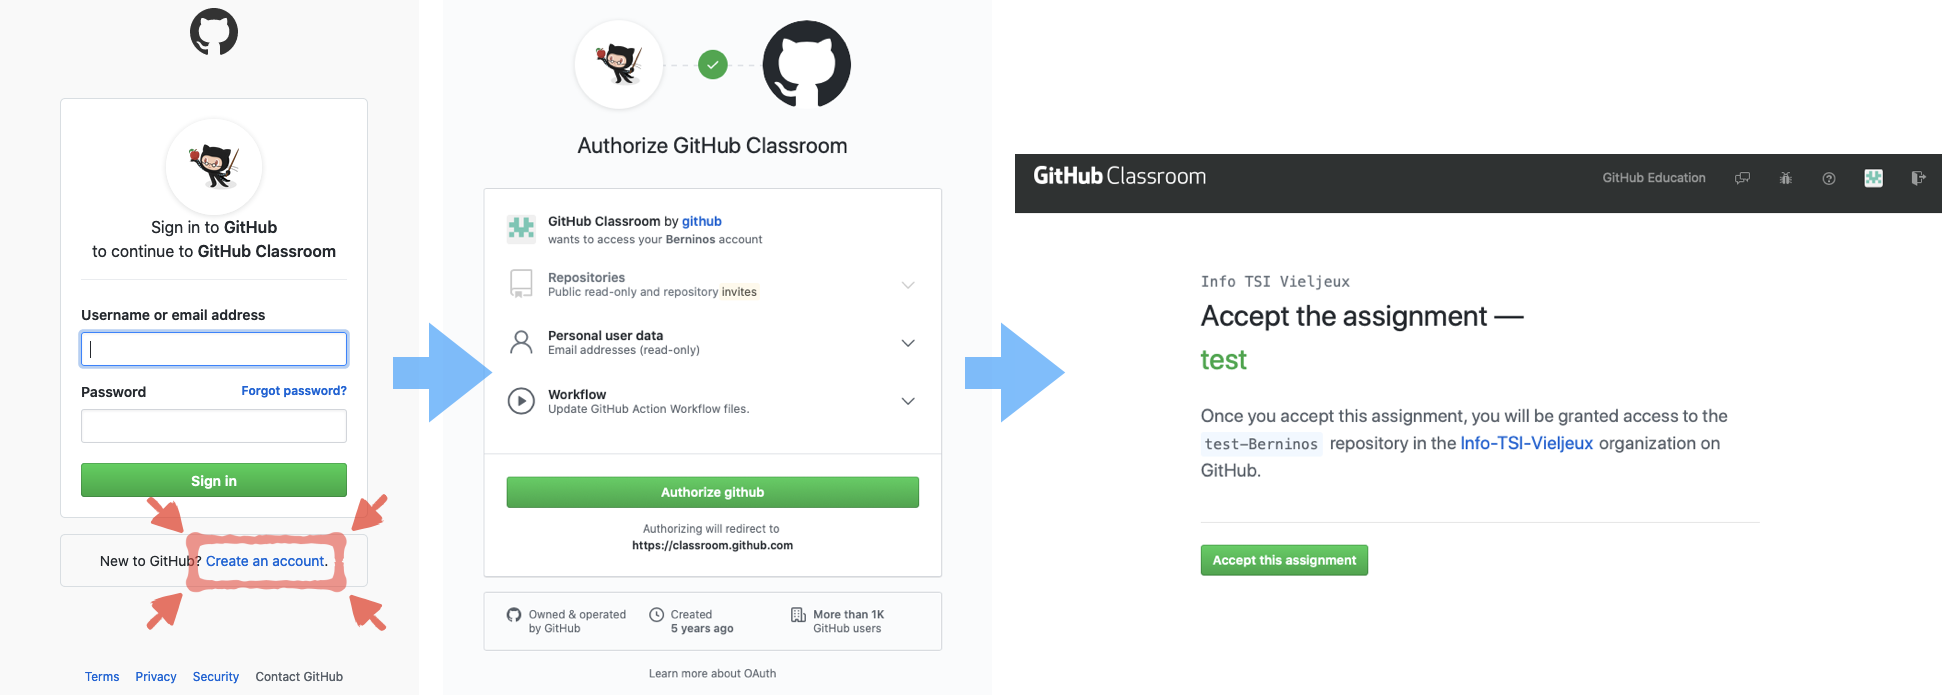 Sign in to GitHub
to continue to GitHub Classroom
Username or email address
Password Forgot password?
Sign in
New to GitHub? Create an account.
Terms Privacy Security Contact GitHub
Authorize GitHub Classroom
GitHub Classroom by github
wants to access your Berninos account
Repositories
Public read-only and repository invites
Personal user data
Email addresses (read-only)
Workflow
Update GitHub Action Workflow files.
Authorize github
Authorizing will redirect to
https://classroom.github.com
Owned & operated
by GitHub
Created
5 years ago
More than 1K
GitHub users
Learn more about OAuth
GitHub Classroom GitHub Education
Info TSI Vieljeux
Accept the assignment —
test
Once you accept this assignment, you will be granted access to the
test-Berninos repository in the Info-TSI-Vieljeux organization on
GitHub.
Accept this assignment